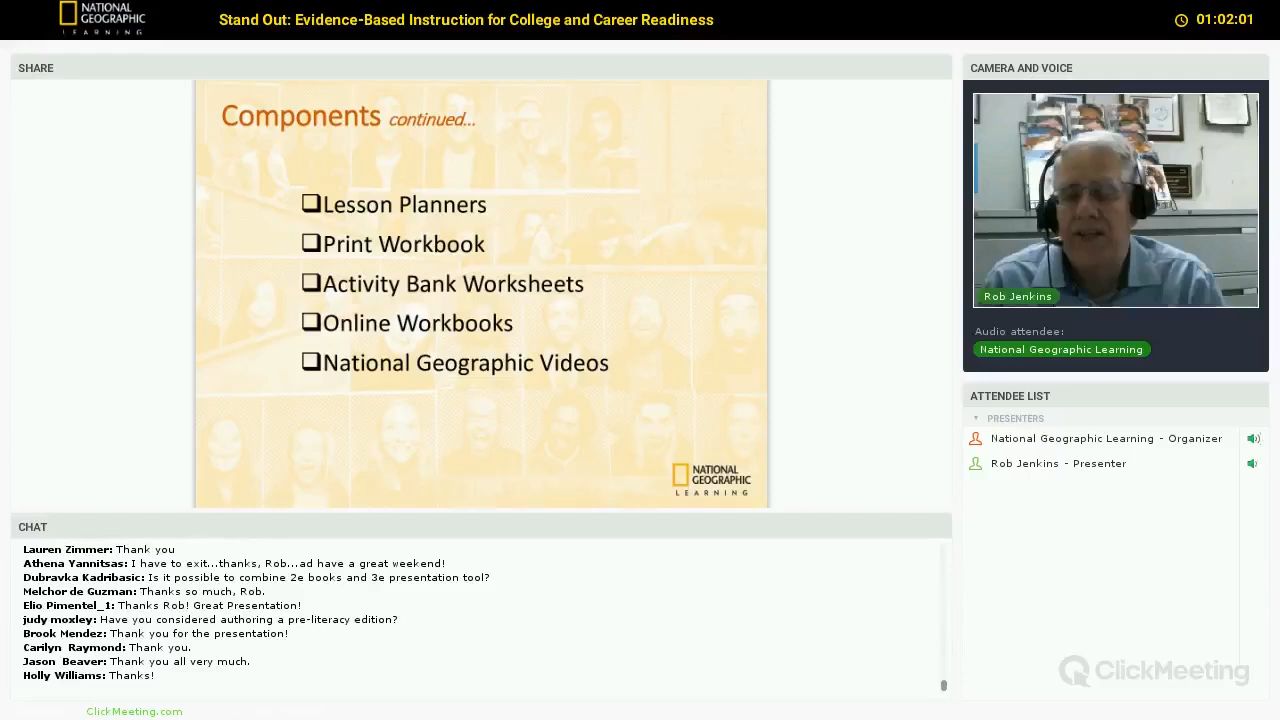 NATIONAL
GEOGRAPHIC
LEARNING
Stand Out: Evidence-Based Instruction for College and Career Readiness
01:02:01
SHARE
Components continued...
Lesson Planners
Print Workbook
Activity Bank Worksheets
Online Workbooks
National Geographic Videos
NATIONAL
GEOGRAPHIC
LEARNING
CAMERA AND VOICE
Rob Jenkins
Audio attendee:
National Geographic Learning
ATTENDEE LIST
PRESENTERS
National Geographic Learning - Organizer
Rob Jenkins - Presenter
CHAT
Lauren Zimmer: Thank you
Athena Yannitsas: I have to exit...thanks, Rob...ad have a great weekend!
Dubravka Kadribasic: Is it possible to combine 2e books and 3e presentation tool?
Melchor de Guzman: Thanks so much, Rob.
Elio Pimentel_1: Thanks Rob! Great Presentation!
judy moxley: Have you considered authoring a pre-literacy edition?
Brook Mendez: Thank you for the presentation!
Carilyn Raymond: Thank you.
Jason Beaver: Thank you all very much.
Holly Williams: Thanks!
ClickMeeting
ClickMeeting.com